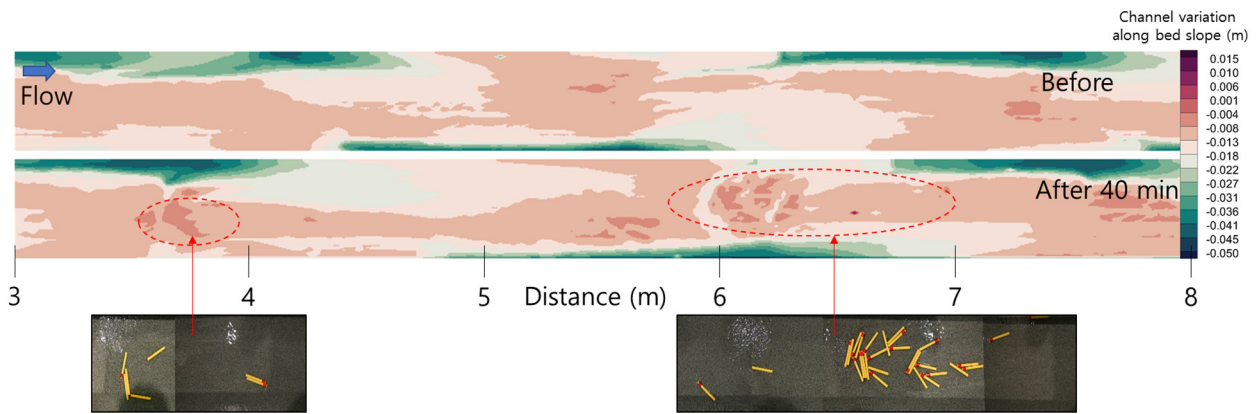 Channel variation
along bed slope (m)
0.015
0.010
0.006
0.001
-0.004
-0.008
-0.013
-0.018
-0.022
-0.027
-0.031
-0.036
-0.041
-0.045
-0.050
Flow
Before
After 40 min
3 4 5 Distance (m) 6 7 8